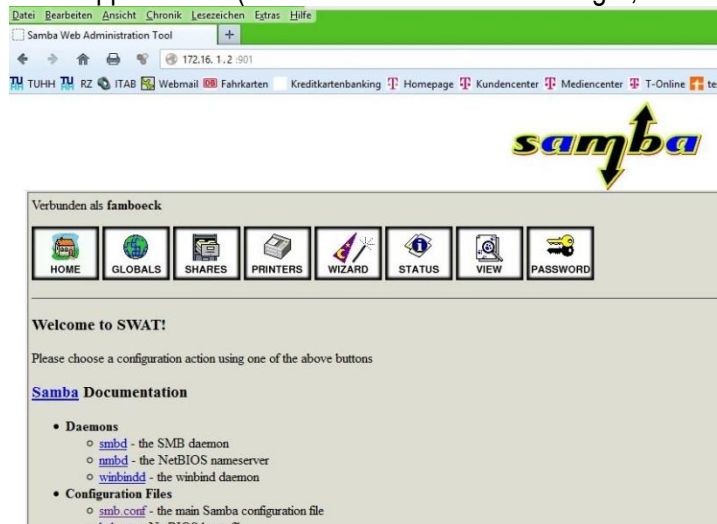 Datei Bearbeiten Ansicht Chronik Lesezeichen Extras Hilfe
Samba Web Administration Tool +
172.16.1.2:901
TUHH RZ ITAB Webmail Fahrkarten Kreditkartenbanking Homepage Kundencenter Mediencenter T-Online
samba
Verbunden als famboeck
HOME GLOBALS SHARES PRINTERS WIZARD STATUS VIEW PASSWORD
Welcome to SWAT!
Please choose a configuration action using one of the above buttons
Samba Documentation
• Daemons
○ smbd - the SMB daemon
○ nmbd - the NetBIOS nameserver
○ winbindd - the winbind daemon
• Configuration Files
○ smb.conf - the main Samba configuration file